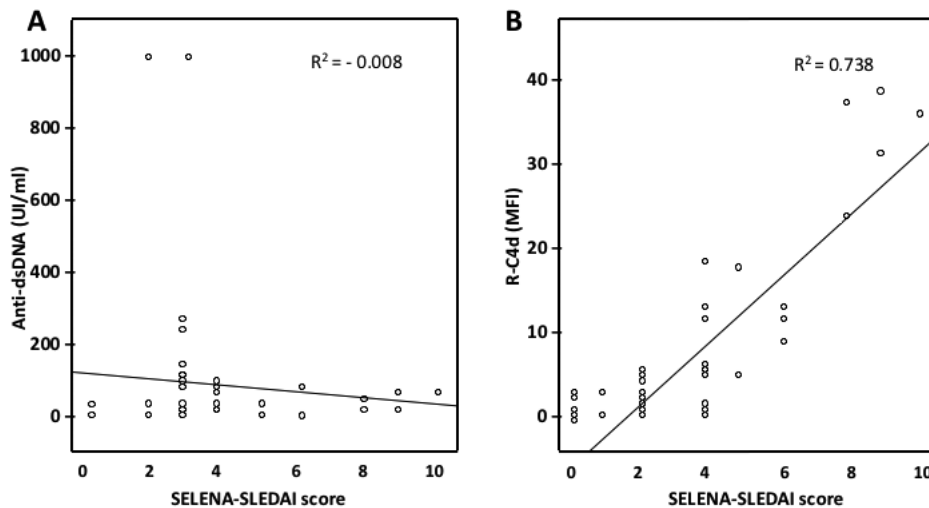 A
R² = - 0.008
1000
800
600
400
200
0
Anti-dsDNA (UI/ml)
0 2 4 6 8 10
SELENA-SLEDAI score
B
R² = 0.738
40
30
20
10
0
R-C4d (MFI)
0 2 4 6 8 10
SELENA-SLEDAI score